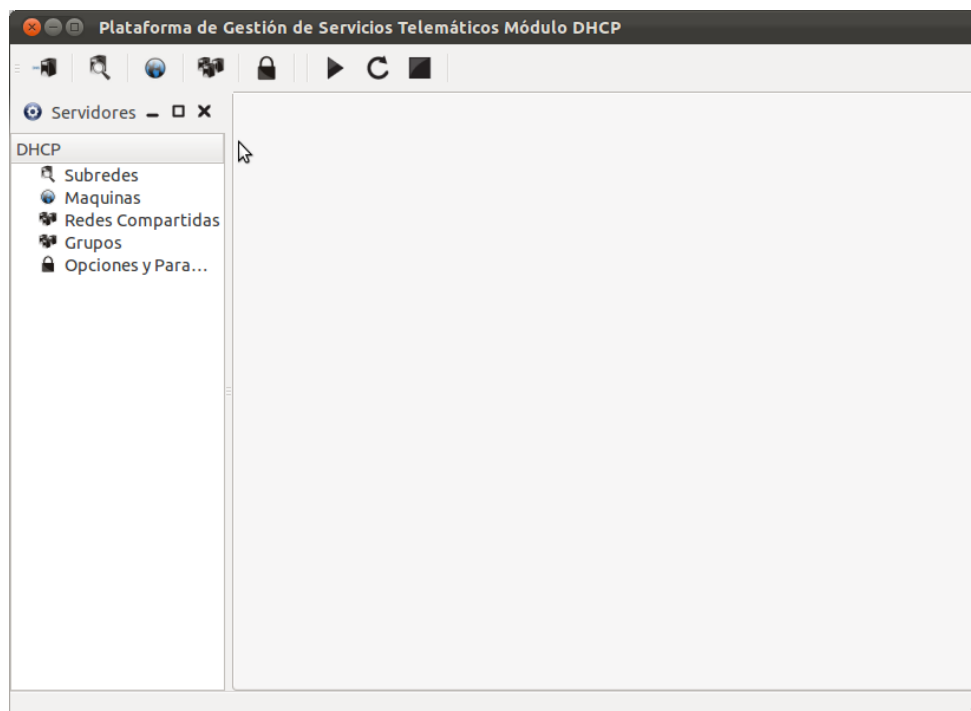 Plataforma de Gestión de Servicios Telemáticos Módulo DHCP
Servidores
DHCP
Subredes
Maquinas
Redes Compartidas
Grupos
Opciones y Para...